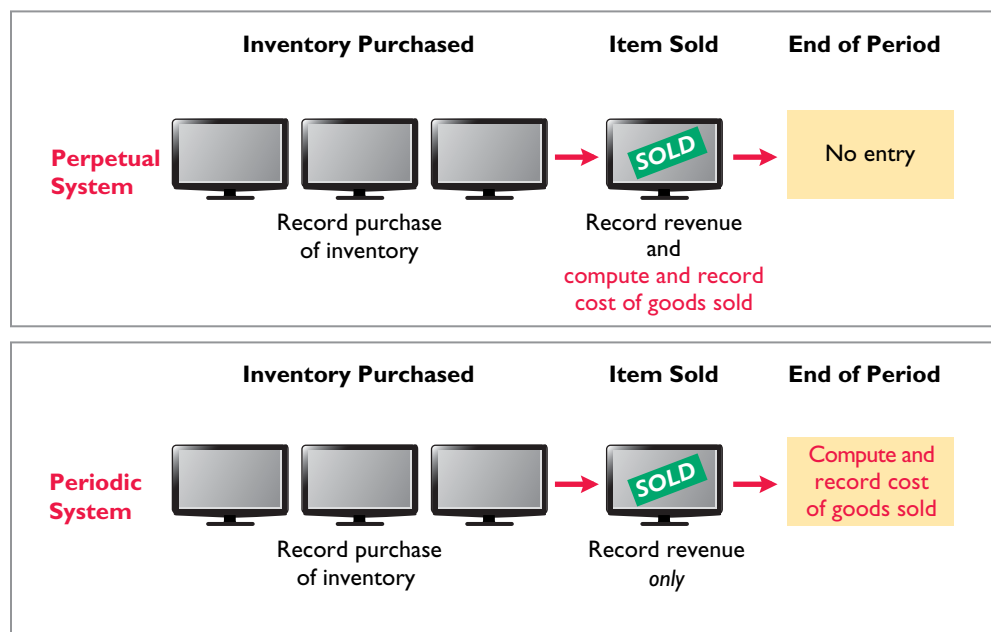 Inventory Purchased Item Sold End of Period
Perpetual
System
SOLD
No entry
Record purchase
of inventory
Record revenue
and
compute and record
cost of goods sold
Inventory Purchased Item Sold End of Period
Periodic
System
SOLD
Compute and
record cost
of goods sold
Record purchase
of inventory
Record revenue
only